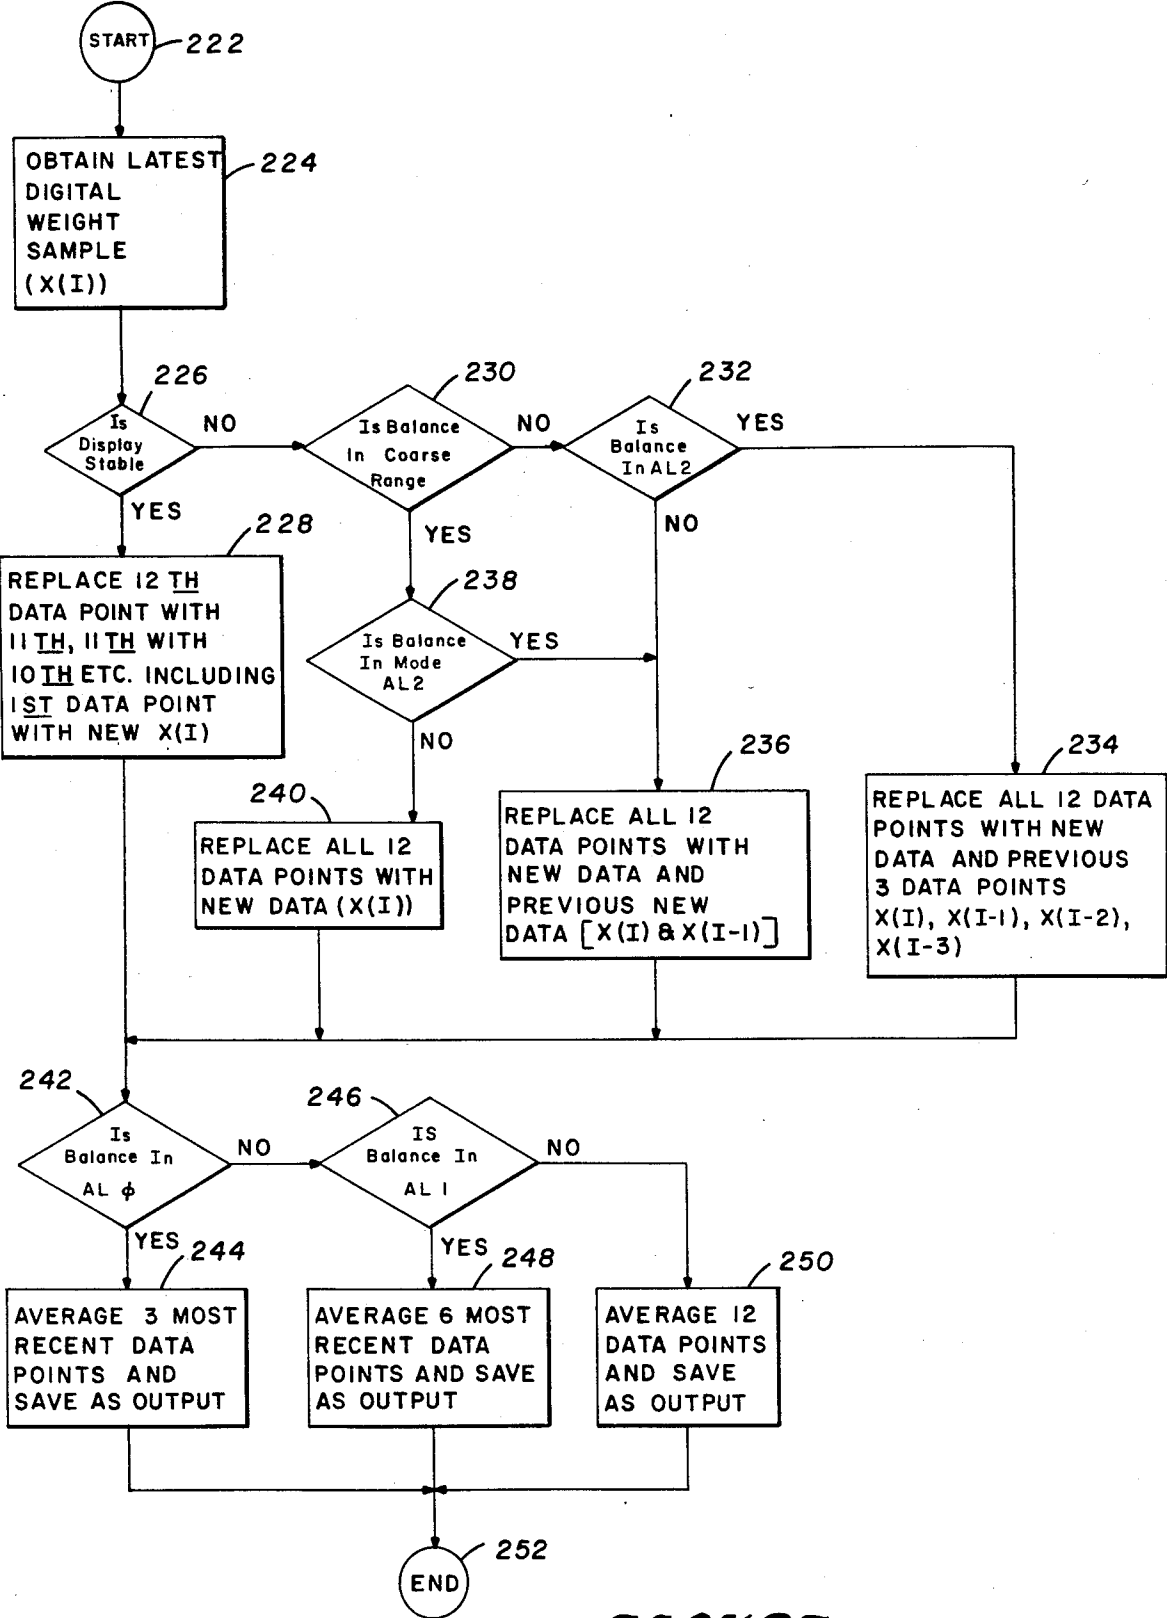 START
222
OBTAIN LATEST
DIGITAL
WEIGHT
SAMPLE
(X(I))
224
226
Is
Display
Stable
NO
YES
230
Is Balance
In Coarse
Range
NO
YES
232
Is
Balance
In AL2
YES
NO
228
REPLACE 12 TH
DATA POINT WITH
11 TH, 11 TH WITH
10 TH ETC. INCLUDING
1 ST DATA POINT
WITH NEW X(I)
238
Is Balance
In Mode
AL2
YES
NO
240
REPLACE ALL 12
DATA POINTS WITH
NEW DATA (X(I))
236
REPLACE ALL 12
DATA POINTS WITH
NEW DATA AND
PREVIOUS NEW
DATA [X(I) & X(I-1)]
234
REPLACE ALL 12 DATA
POINTS WITH NEW
DATA AND PREVIOUS
3 DATA POINTS
X(I), X(I-1), X(I-2),
X(I-3)
242
Is
Balance In
AL ϕ
NO
YES
246
IS
Balance In
AL 1
NO
YES
244
AVERAGE 3 MOST
RECENT DATA
POINTS AND
SAVE AS OUTPUT
248
AVERAGE 6 MOST
RECENT DATA
POINTS AND SAVE
AS OUTPUT
250
AVERAGE 12
DATA POINTS
AND SAVE
AS OUTPUT
END
252